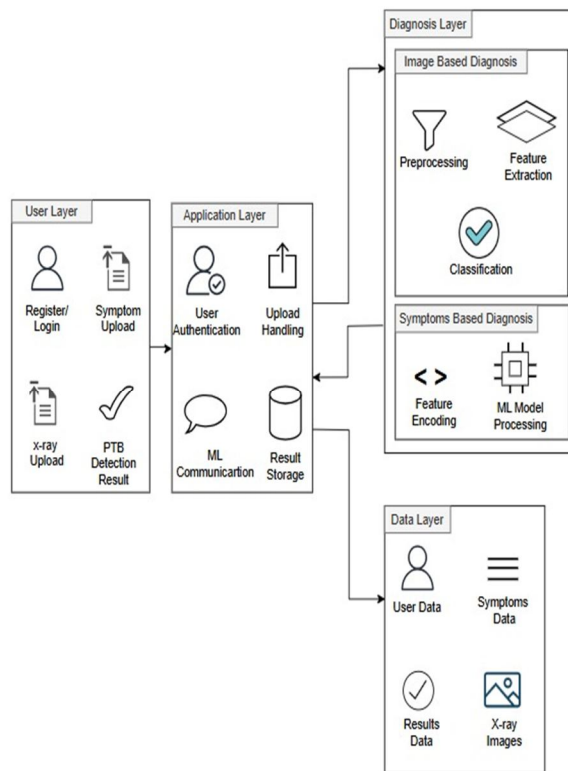 Diagnosis Layer
Image Based Diagnosis
Preprocessing
Feature
Extraction
Classification
Symptoms Based Diagnosis
< >
Feature
Encoding
ML Model
Processing
User Layer
Register/
Login
Symptom
Upload
x-ray
Upload
PTB
Detection
Result
Application Layer
User
Authentication
Upload
Handling
ML
Communicartion
Result
Storage
Data Layer
User Data
Symptoms
Data
Results
Data
X-ray
Images